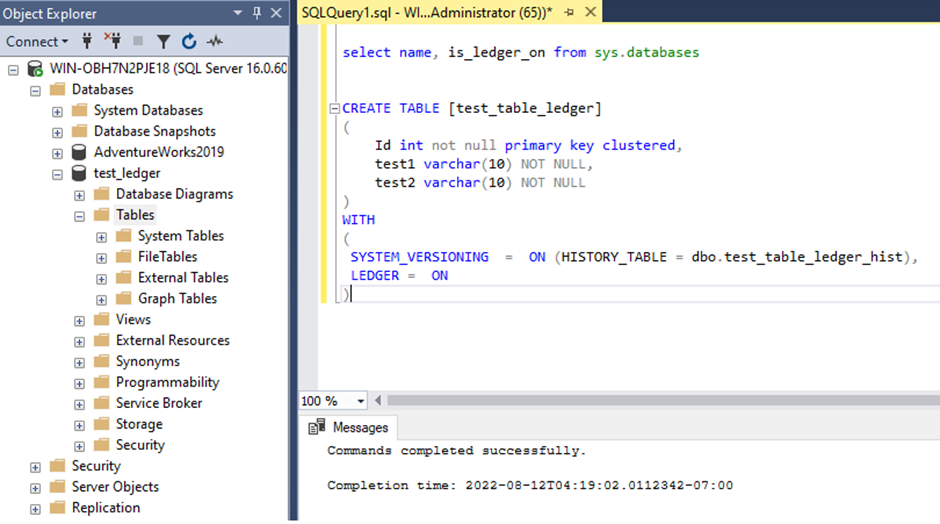 Object Explorer
Connect
WIN-OBH7N2PJE18 (SQL Server 16.0.60
Databases
System Databases
Database Snapshots
AdventureWorks2019
test_ledger
Database Diagrams
Tables
System Tables
FileTables
External Tables
Graph Tables
Views
External Resources
Synonyms
Programmability
Service Broker
Storage
Security
Security
Server Objects
Replication
SQLQuery1.sql - WI...Administrator (65))*
select name, is_ledger_on from sys.databases
CREATE TABLE [test_table_ledger]
(
Id int not null primary key clustered,
test1 varchar(10) NOT NULL,
test2 varchar(10) NOT NULL
)
WITH
(
SYSTEM_VERSIONING = ON (HISTORY_TABLE = dbo.test_table_ledger_hist),
LEDGER = ON
)
100 %
Messages
Commands completed successfully.
Completion time: 2022-08-12T04:19:02.0112342-07:00